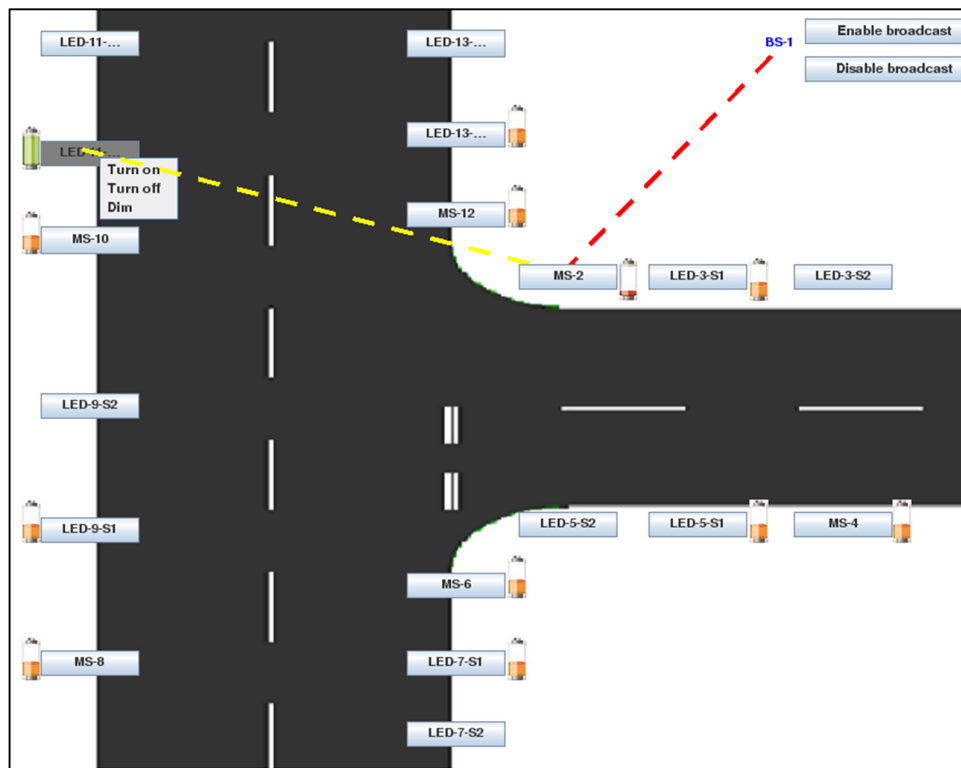 LED-11-...
LED-13-...
BS-1
Enable broadcast
Disable broadcast
LED-13-...
LED-11-...
Turn on
Turn off
Dim
MS-12
MS-10
MS-2
LED-3-S1
LED-3-S2
LED-9-S2
LED-9-S1
LED-5-S2
LED-5-S1
MS-4
MS-6
MS-8
LED-7-S1
LED-7-S2